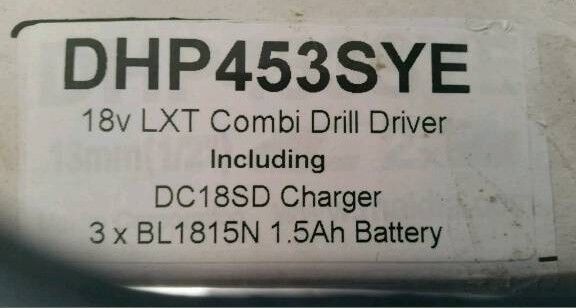 DHP453SYE
18v LXT Combi Drill Driver
Including
DC18SD Charger
3 x BL1815N 1.5Ah Battery